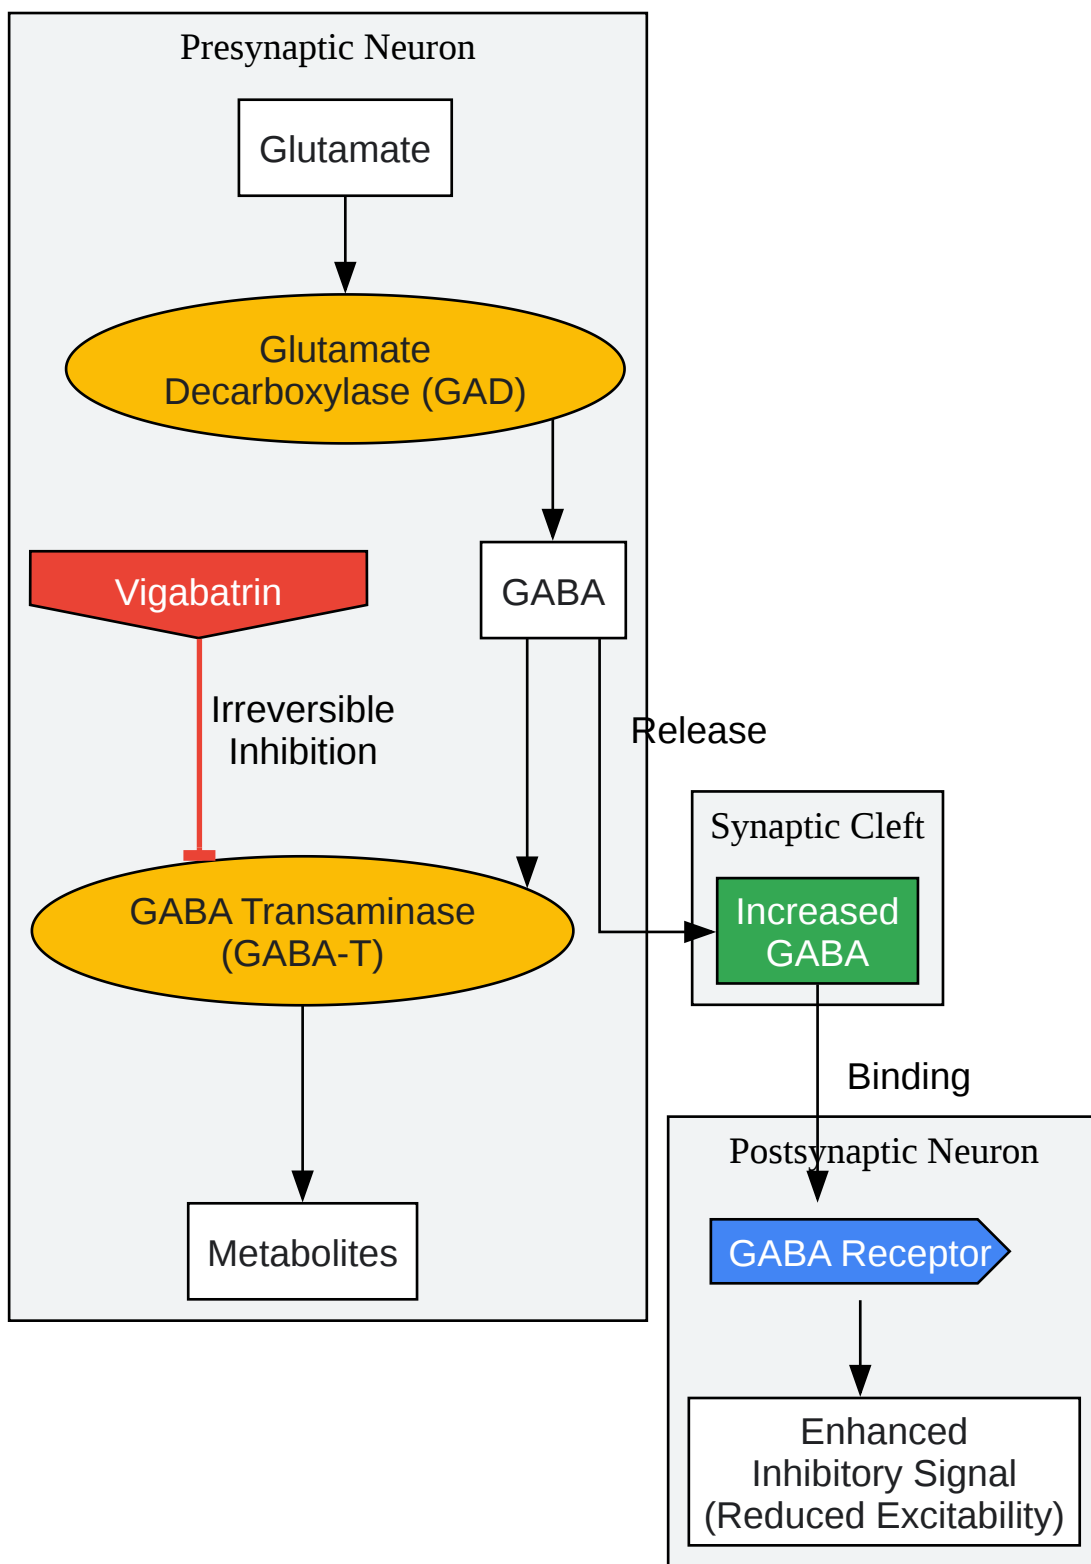 Presynaptic Neuron
Glutamate
Glutamate
Decarboxylase (GAD)
Vigabatrin
GABA
Irreversible
Inhibition
Release
Synaptic Cleft
Increased
GABA
GABA Transaminase
(GABA-T)
Binding
Postsynaptic Neuron
Metabolites
GABA Receptor
Enhanced
Inhibitory Signal
(Reduced Excitability)